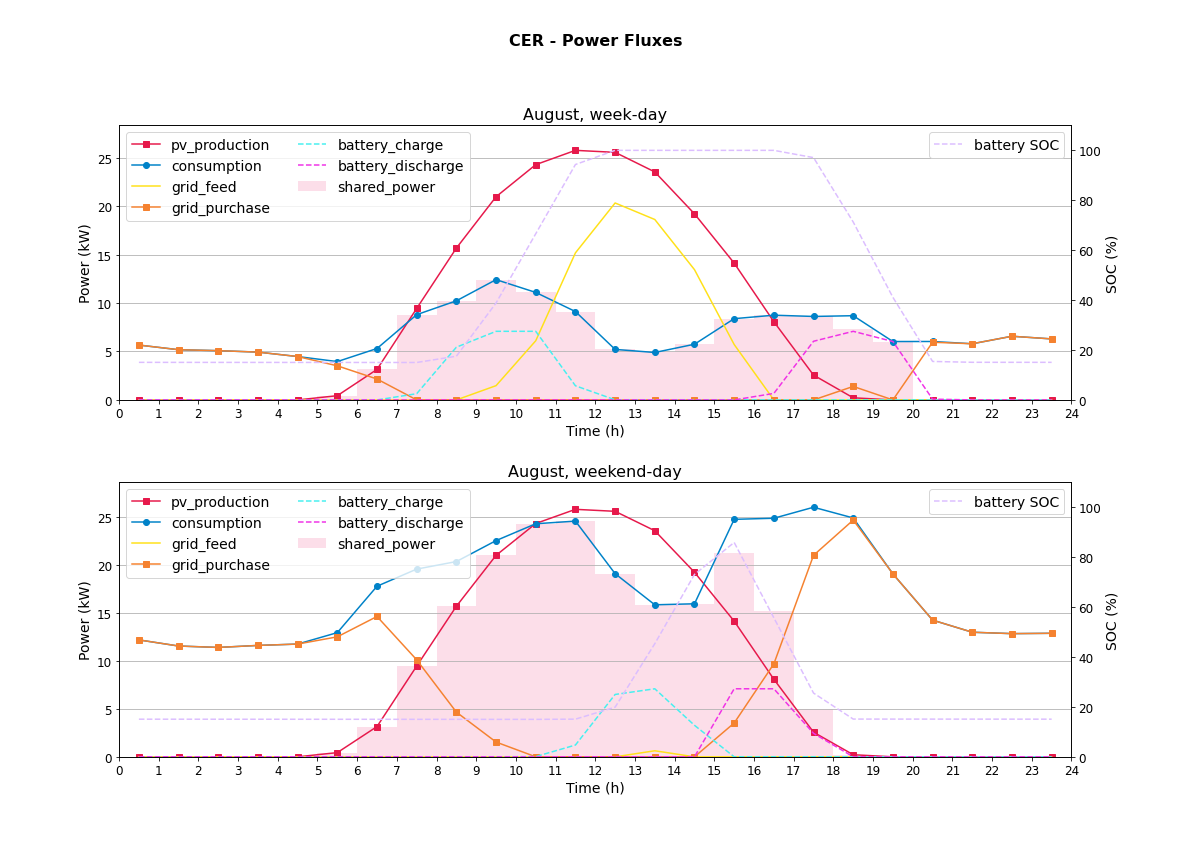 CER - Power Fluxes
August, week-day
pv_production
consumption
grid_feed
grid_purchase
battery_charge
battery_discharge
shared_power
battery SOC
Power (kW)
0
5
10
15
20
25
SOC (%)
0
20
40
60
80
100
0 1 2 3 4 5 6 7 8 9 10 11 12 13 14 15 16 17 18 19 20 21 22 23 24
Time (h)
August, weekend-day
pv_production
consumption
grid_feed
grid_purchase
battery_charge
battery_discharge
shared_power
battery SOC
Power (kW)
0
5
10
15
20
25
SOC (%)
0
20
40
60
80
100
0 1 2 3 4 5 6 7 8 9 10 11 12 13 14 15 16 17 18 19 20 21 22 23 24
Time (h)